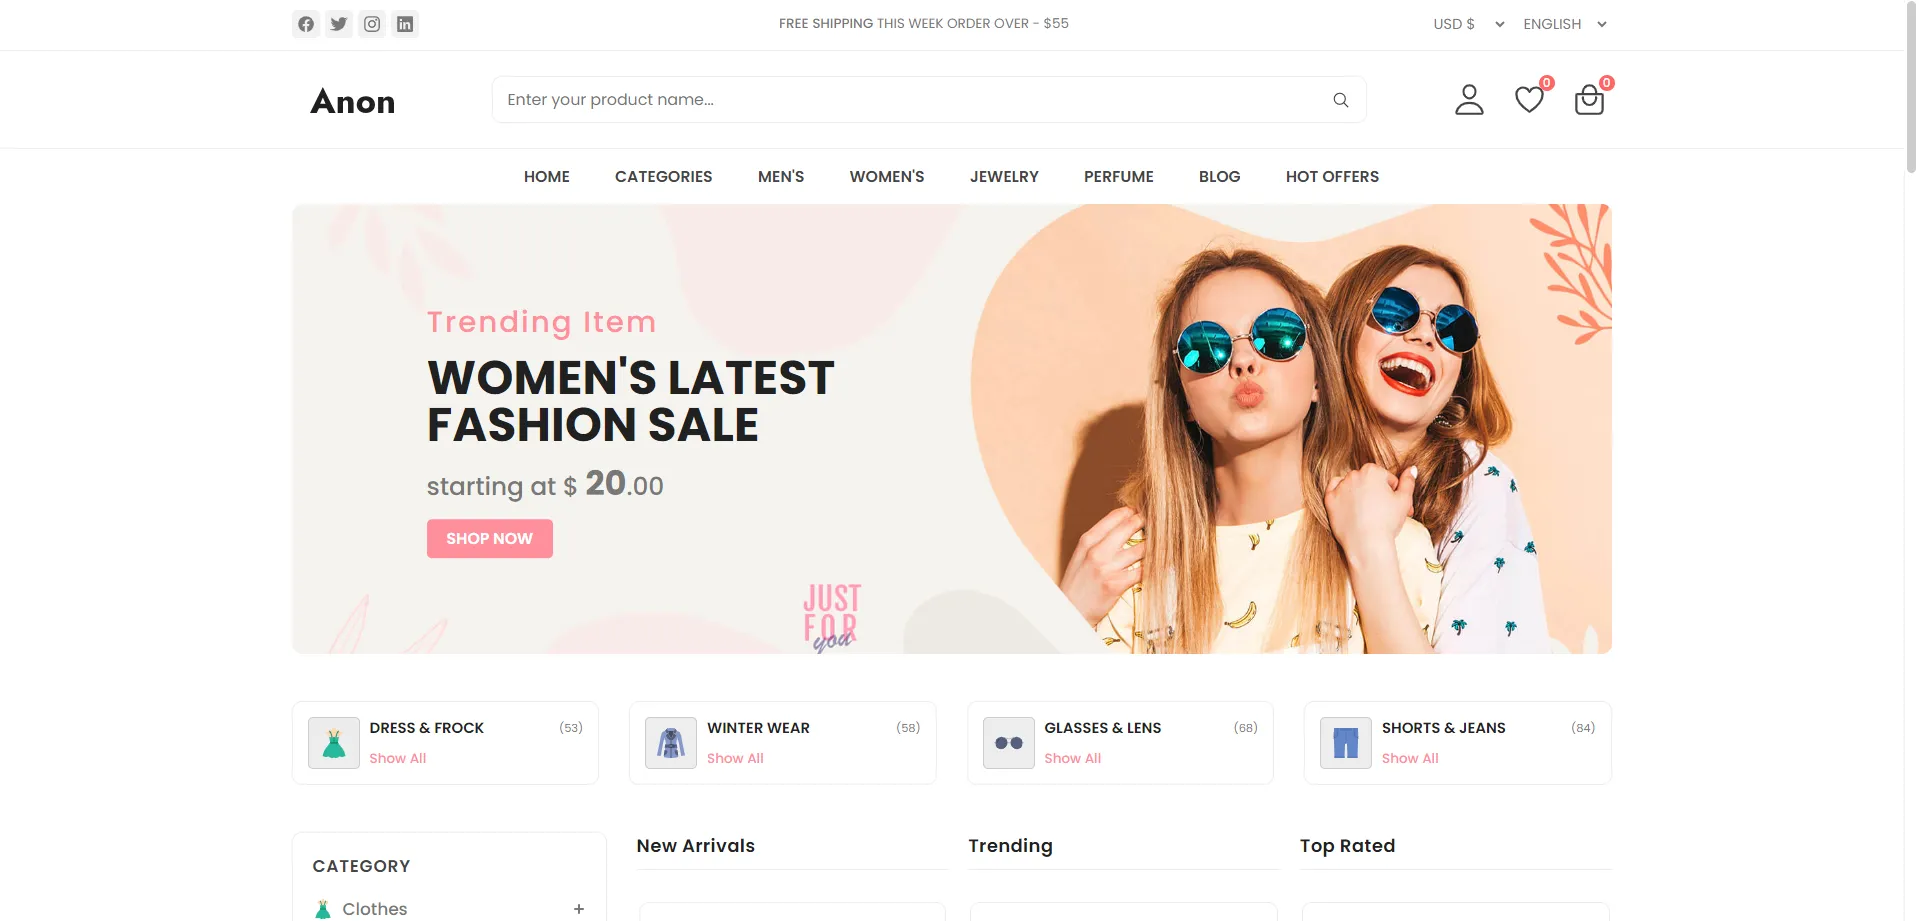 FREE SHIPPING THIS WEEK ORDER OVER - $55
USD $
ENGLISH
Anon
Enter your product name...
0
0
HOME
CATEGORIES
MEN'S
WOMEN'S
JEWELRY
PERFUME
BLOG
HOT OFFERS
Trending Item
WOMEN'S LATEST
FASHION SALE
starting at $ 20.00
SHOP NOW
JUST
FOR
you
DRESS & FROCK
(53)
Show All
WINTER WEAR
(58)
Show All
GLASSES & LENS
(68)
Show All
SHORTS & JEANS
(84)
Show All
CATEGORY
Clothes
+
New Arrivals
Trending
Top Rated